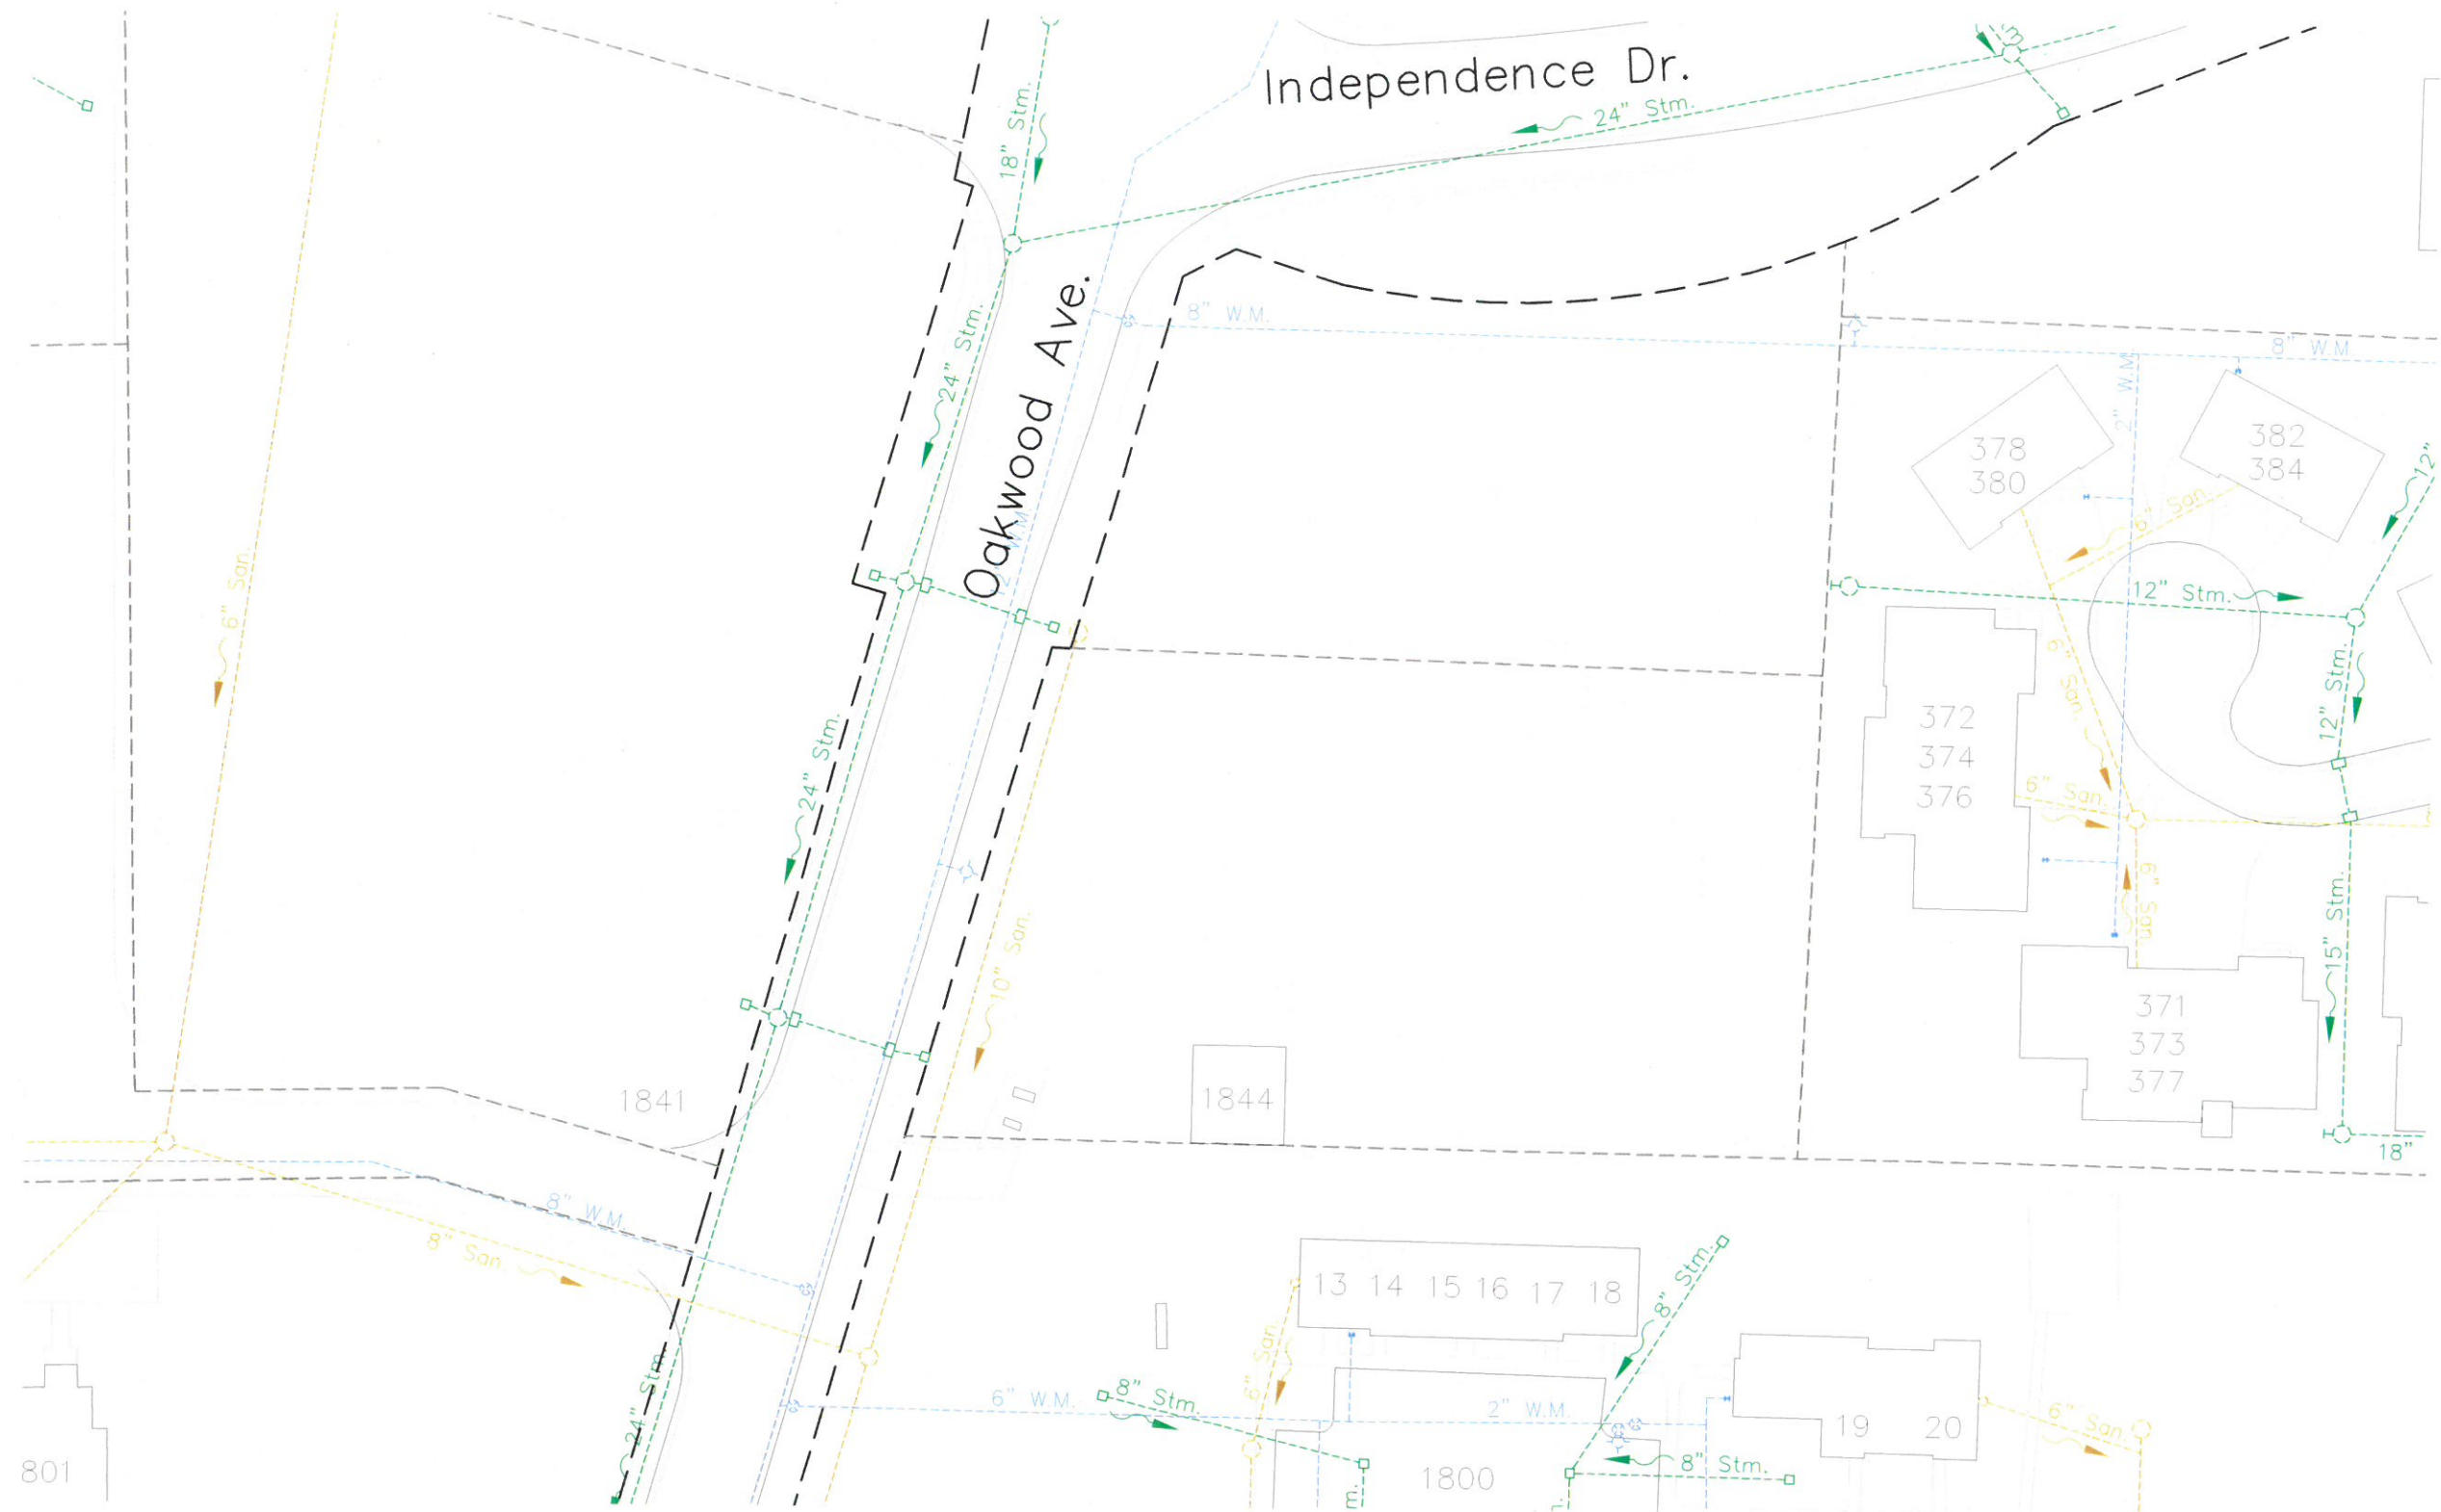 Independence Dr.
18" Stm.
24" Stm.
Oakwood Ave.
24" Stm.
8" W.M.
8" W.M.
2" W.M.
378
380
382
384
12"
6" San.
12" W.M.
6" San.
12" Stm.
6" San.
12" Stm.
372
374
376
24" Stm.
6" San.
6" San
15" Stm.
10" San.
371
373
377
1841
1844
18"
8" W.M.
8" San.
13 14 15 16 17 18
8" Stm.
6" San.
24" Stm.
6" W.M.
8" Stm.
2" W.M.
19 20
6" San.
801
1800
8" Stm.
m.